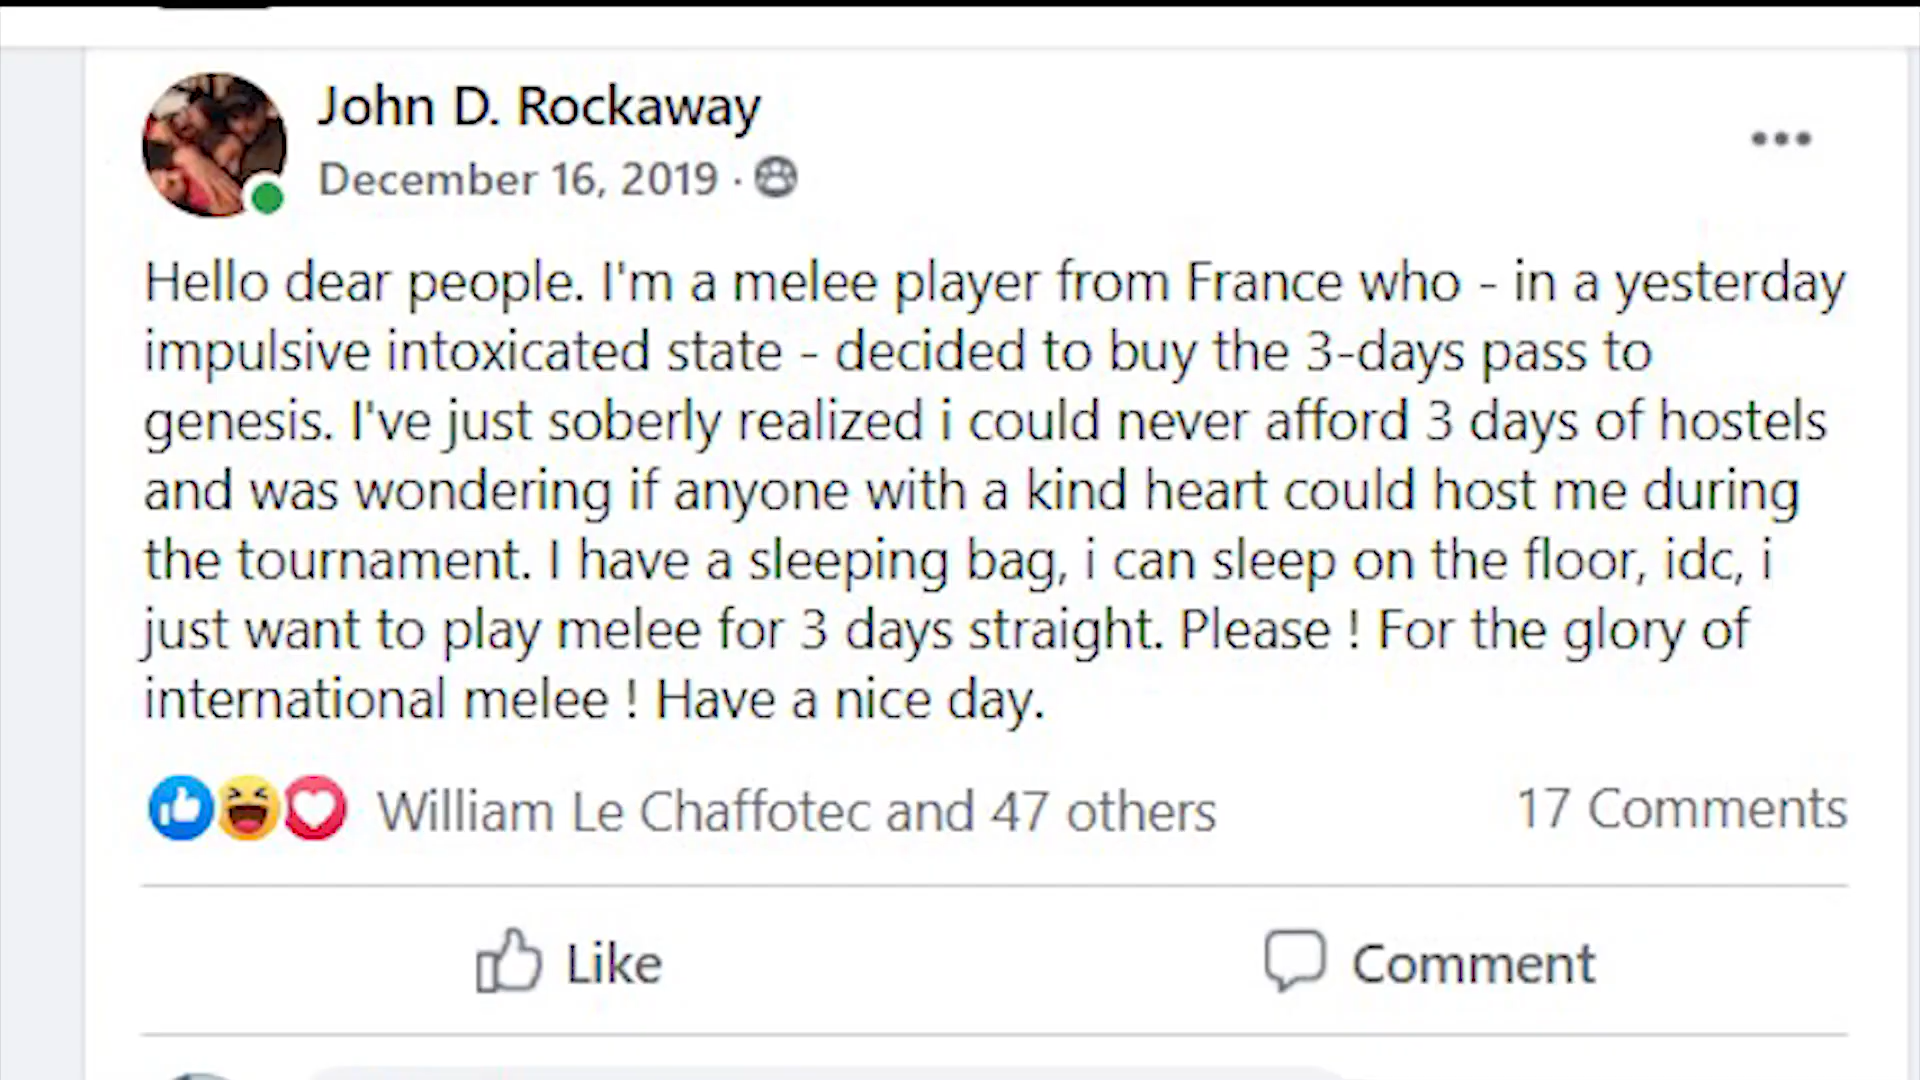 John D. Rockaway
December 16, 2019 ·
Hello dear people. I'm a melee player from France who - in a yesterday
impulsive intoxicated state - decided to buy the 3-days pass to
genesis. I've just soberly realized i could never afford 3 days of hostels
and was wondering if anyone with a kind heart could host me during
the tournament. I have a sleeping bag, i can sleep on the floor, idc, i
just want to play melee for 3 days straight. Please ! For the glory of
international melee ! Have a nice day.
William Le Chaffotec and 47 others 17 Comments
Like Comment